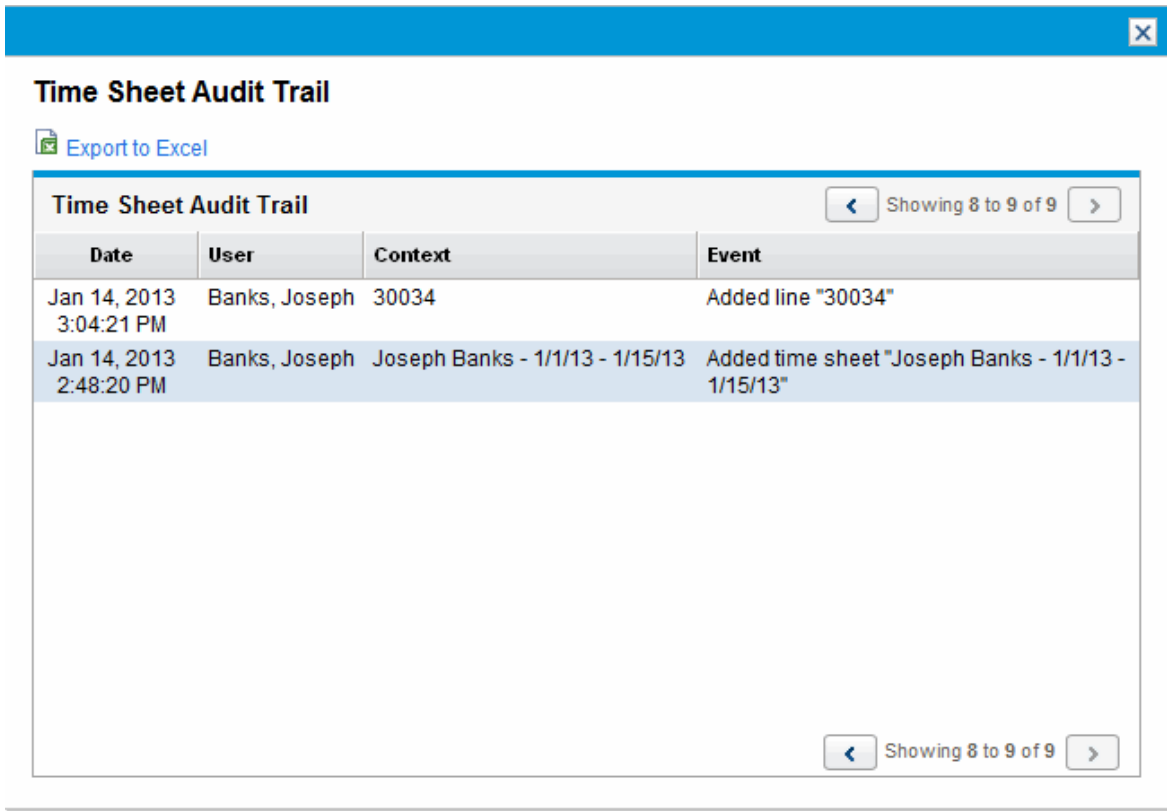 Time Sheet Audit Trail
Export to Excel
Time Sheet Audit Trail
Showing 8 to 9 of 9
Date User Context Event
Jan 14, 2013 Banks, Joseph 30034 Added line "30034"
3:04:21 PM
Jan 14, 2013 Banks, Joseph Joseph Banks - 1/1/13 - 1/15/13 Added time sheet "Joseph Banks - 1/1/13 -
2:48:20 PM 1/15/13"
Showing 8 to 9 of 9